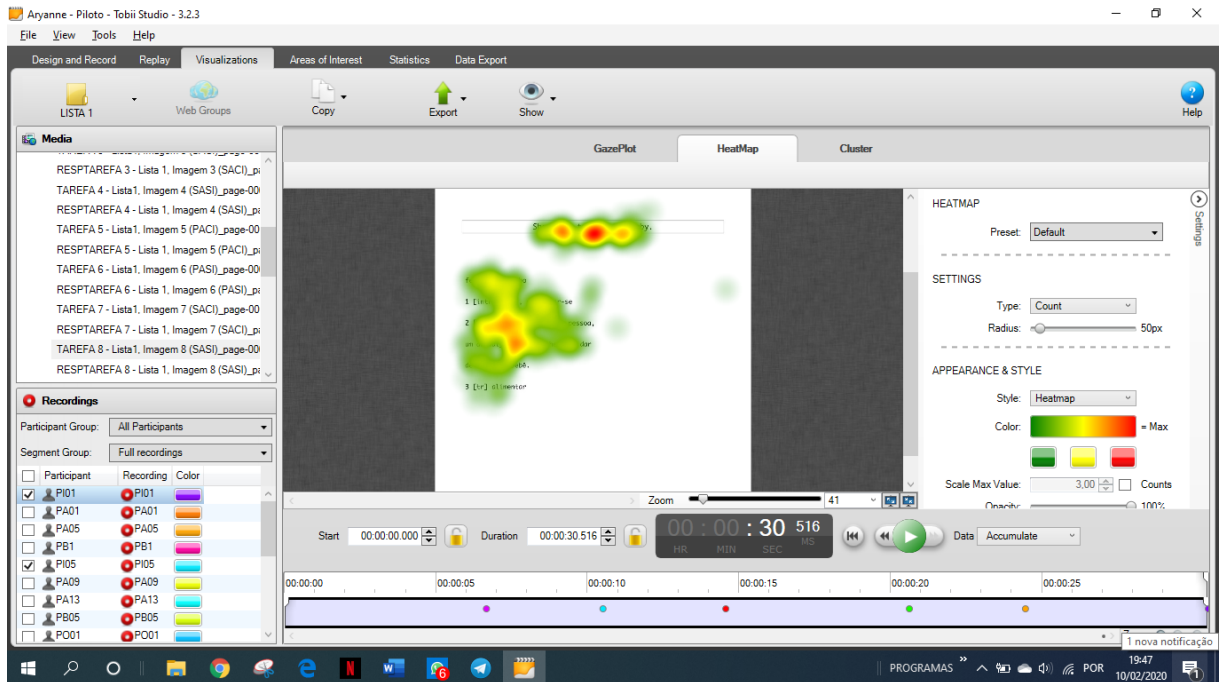 Aryanne - Piloto - Tobii Studio - 3.2.3
File View Tools Help
Design and Record Replay Visualizations Areas of Interest Statistics Data Export
LISTA 1 Web Groups Copy Export Show Help
Media
RESPTAREFA 3 - Lista 1, Imagem 3 (SACI)_p
TAREFA 4 - Lista1, Imagem 4 (SASI)_page-00
RESPTAREFA 4 - Lista 1, Imagem 4 (SASI)_p
TAREFA 5 - Lista1, Imagem 5 (PACI)_page-00
RESPTAREFA 5 - Lista 1, Imagem 5 (PACI)_p
TAREFA 6 - Lista1, Imagem 6 (PASI)_page-00
RESPTAREFA 6 - Lista 1, Imagem 6 (PASI)_p
TAREFA 7 - Lista1, Imagem 7 (SACI)_page-00
RESPTAREFA 7 - Lista 1, Imagem 7 (SACI)_p
TAREFA 8 - Lista1, Imagem 8 (SASI)_page-00
RESPTAREFA 8 - Lista 1, Imagem 8 (SASI)_p
Recordings
Participant Group: All Participants
Segment Group: Full recordings
Participant Recording Color
PI01 PI01
PA01 PA01
PA05 PA05
PB1 PB1
PI05 PI05
PA09 PA09
PA13 PA13
PB05 PB05
PO01 PO01
GazePlot HeatMap Cluster
1
2
3 [tr] alimentar
Zoom 41
HEATMAP
Preset: Default
SETTINGS
Type: Count
Radius: 50px
APPEARANCE & STYLE
Style: Heatmap
Color: = Max
Scale Max Value: 3,00 Counts
Opacity: 100%
Settings
Start 00:00:00.000 Duration 00:00:30.516 00 : 00 : 30 516 Data Accumulate
HR MIN SEC MS
00:00:00 00:00:05 00:00:10 00:00:15 00:00:20 00:00:25
1 nova notificação
PROGRAMAS POR 19:47
10/02/2020